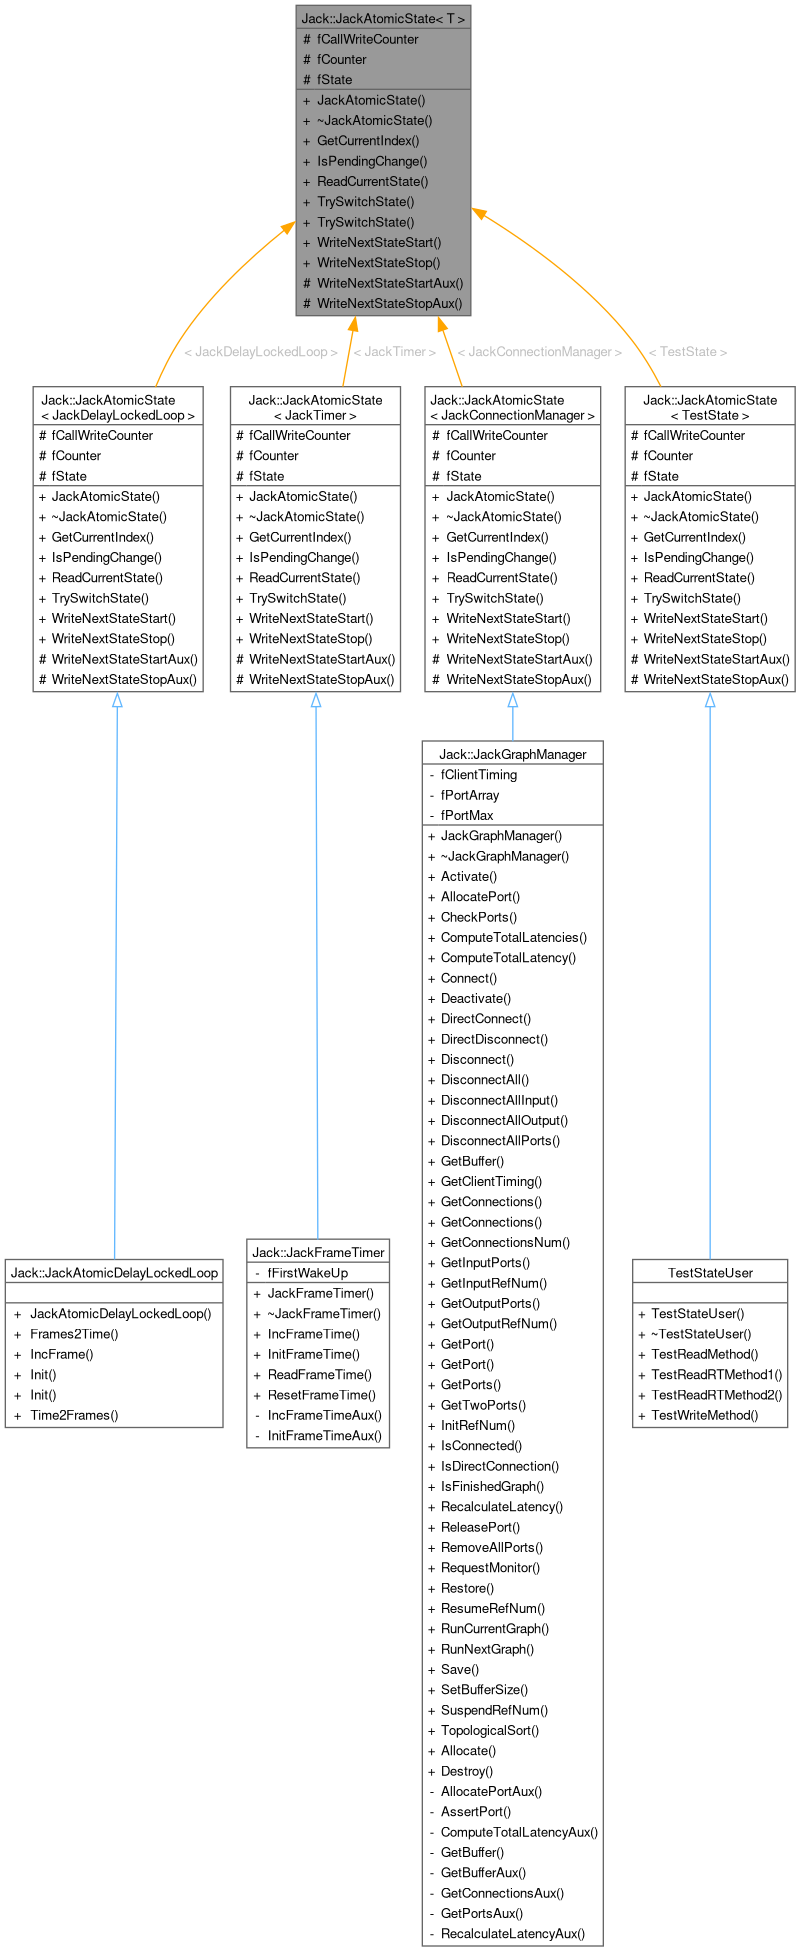 Jack::JackAtomicState< T >
# fCallWriteCounter
# fCounter
# fState
+ JackAtomicState()
+ ~JackAtomicState()
+ GetCurrentIndex()
+ IsPendingChange()
+ ReadCurrentState()
+ TrySwitchState()
+ TrySwitchState()
+ WriteNextStateStart()
+ WriteNextStateStop()
# WriteNextStateStartAux()
# WriteNextStateStopAux()
< JackDelayLockedLoop >
< JackTimer >
< JackConnectionManager >
< TestState >
Jack::JackAtomicState
< JackDelayLockedLoop >
# fCallWriteCounter
# fCounter
# fState
+ JackAtomicState()
+ ~JackAtomicState()
+ GetCurrentIndex()
+ IsPendingChange()
+ ReadCurrentState()
+ TrySwitchState()
+ WriteNextStateStart()
+ WriteNextStateStop()
# WriteNextStateStartAux()
# WriteNextStateStopAux()
Jack::JackAtomicState
< JackTimer >
# fCallWriteCounter
# fCounter
# fState
+ JackAtomicState()
+ ~JackAtomicState()
+ GetCurrentIndex()
+ IsPendingChange()
+ ReadCurrentState()
+ TrySwitchState()
+ WriteNextStateStart()
+ WriteNextStateStop()
# WriteNextStateStartAux()
# WriteNextStateStopAux()
Jack::JackAtomicState
< JackConnectionManager >
# fCallWriteCounter
# fCounter
# fState
+ JackAtomicState()
+ ~JackAtomicState()
+ GetCurrentIndex()
+ IsPendingChange()
+ ReadCurrentState()
+ TrySwitchState()
+ WriteNextStateStart()
+ WriteNextStateStop()
# WriteNextStateStartAux()
# WriteNextStateStopAux()
Jack::JackAtomicState
< TestState >
# fCallWriteCounter
# fCounter
# fState
+ JackAtomicState()
+ ~JackAtomicState()
+ GetCurrentIndex()
+ IsPendingChange()
+ ReadCurrentState()
+ TrySwitchState()
+ WriteNextStateStart()
+ WriteNextStateStop()
# WriteNextStateStartAux()
# WriteNextStateStopAux()
Jack::JackAtomicDelayLockedLoop
+ JackAtomicDelayLockedLoop()
+ Frames2Time()
+ IncFrame()
+ Init()
+ Init()
+ Time2Frames()
Jack::JackFrameTimer
- fFirstWakeUp
+ JackFrameTimer()
+ ~JackFrameTimer()
+ IncFrameTime()
+ InitFrameTime()
+ ReadFrameTime()
+ ResetFrameTime()
- IncFrameTimeAux()
- InitFrameTimeAux()
Jack::JackGraphManager
- fClientTiming
- fPortArray
- fPortMax
+ JackGraphManager()
+ ~JackGraphManager()
+ Activate()
+ AllocatePort()
+ CheckPorts()
+ ComputeTotalLatencies()
+ ComputeTotalLatency()
+ Connect()
+ Deactivate()
+ DirectConnect()
+ DirectDisconnect()
+ Disconnect()
+ DisconnectAll()
+ DisconnectAllInput()
+ DisconnectAllOutput()
+ DisconnectAllPorts()
+ GetBuffer()
+ GetClientTiming()
+ GetConnections()
+ GetConnections()
+ GetConnectionsNum()
+ GetInputPorts()
+ GetInputRefNum()
+ GetOutputPorts()
+ GetOutputRefNum()
+ GetPort()
+ GetPort()
+ GetPorts()
+ GetTwoPorts()
+ InitRefNum()
+ IsConnected()
+ IsDirectConnection()
+ IsFinishedGraph()
+ RecalculateLatency()
+ ReleasePort()
+ RemoveAllPorts()
+ RequestMonitor()
+ Restore()
+ ResumeRefNum()
+ RunCurrentGraph()
+ RunNextGraph()
+ Save()
+ SetBufferSize()
+ SuspendRefNum()
+ TopologicalSort()
+ Allocate()
+ Destroy()
- AllocatePortAux()
- AssertPort()
- ComputeTotalLatencyAux()
- GetBuffer()
- GetBufferAux()
- GetConnectionsAux()
- GetPortsAux()
- RecalculateLatencyAux()
TestStateUser
+ TestStateUser()
+ ~TestStateUser()
+ TestReadMethod()
+ TestReadRTMethod1()
+ TestReadRTMethod2()
+ TestWriteMethod()